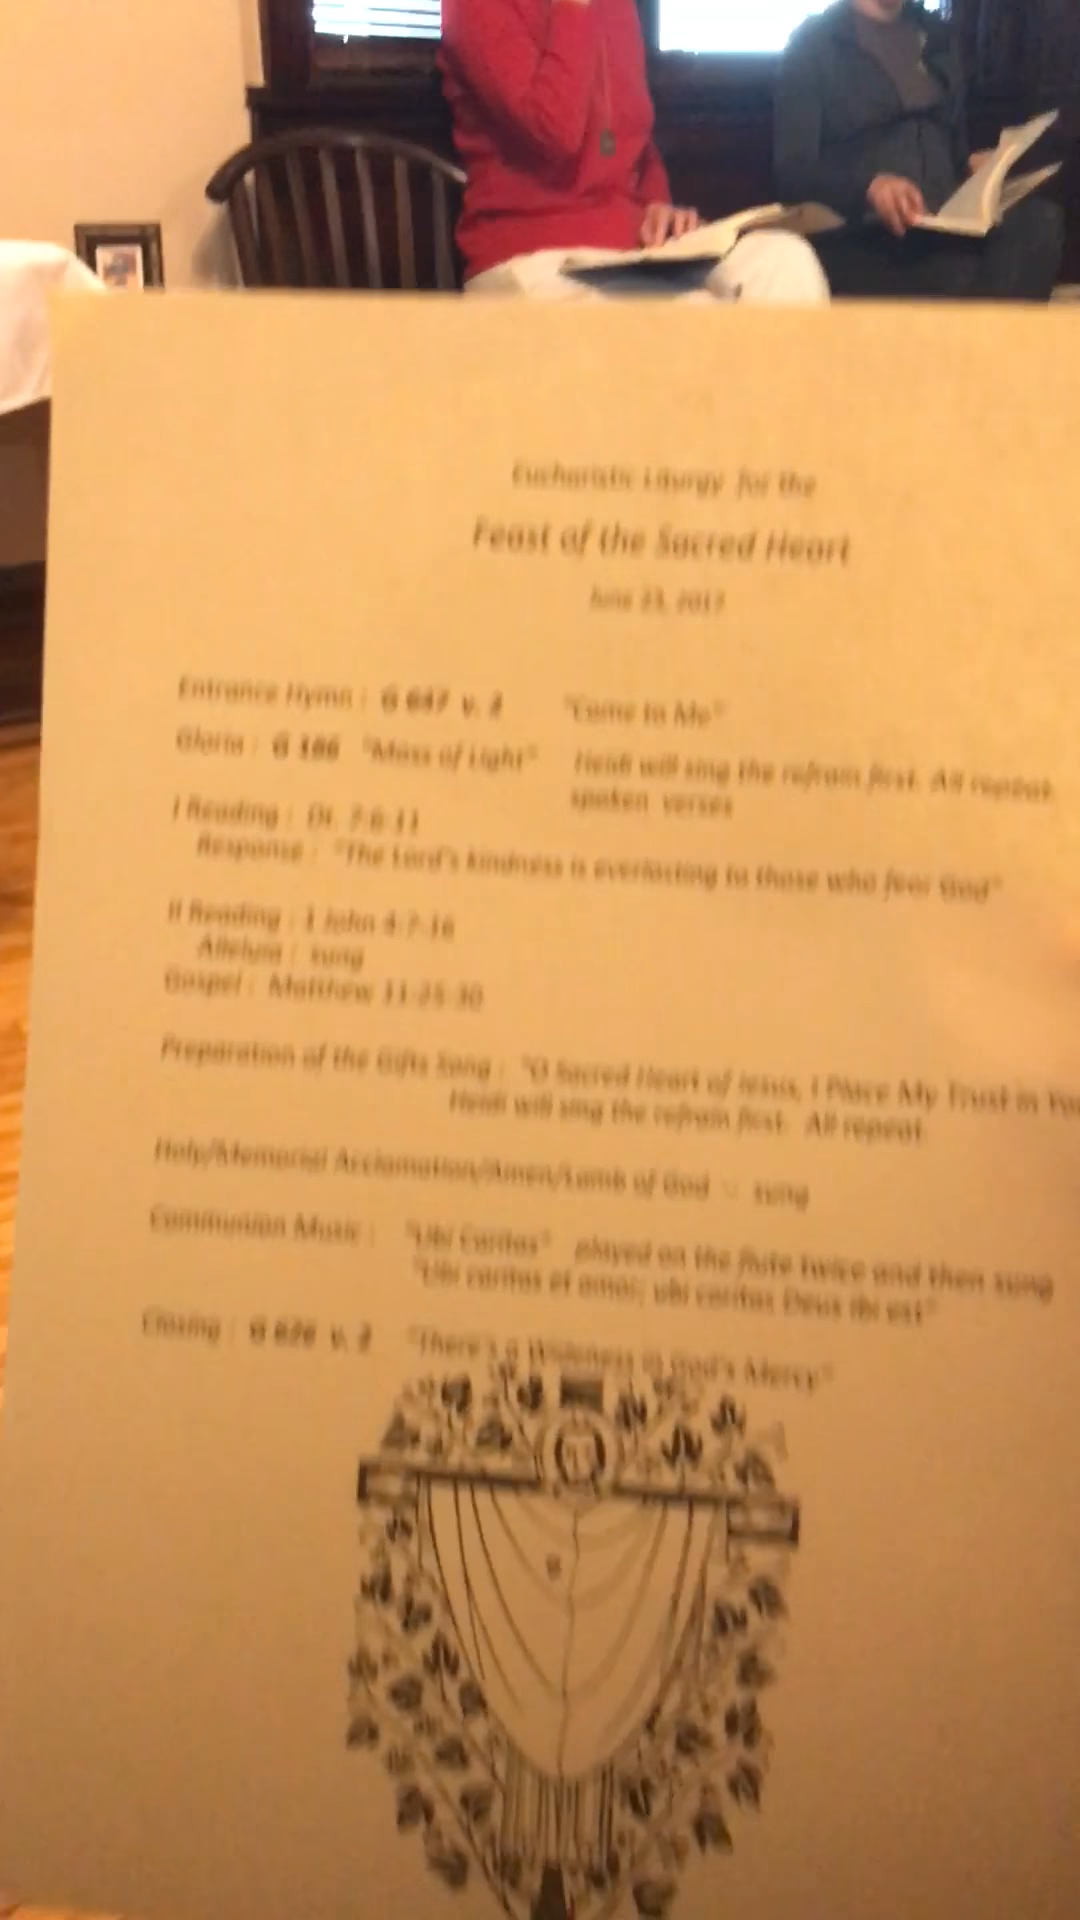 Eucharistic Liturgy for the
Feast of the Sacred Heart
June 23, 2017
Entrance Hymn : G 647 v. 2 "Come to Me"
Gloria : G 186 "Mass of Light" Heidi will sing the refrain first. All repeat.
spoken verses
I Reading : Dt. 7:6-11
Response : "The Lord's kindness is everlasting to those who fear God"
II Reading : 1 John 4:7-16
Alleluia : sung
Gospel : Matthew 11:25-30
Preparation of the Gifts Song : "O Sacred Heart of Jesus, I Place My Trust in You
Heidi will sing the refrain first. All repeat.
Holy/Memorial Acclamation/Amen/Lamb of God - sung
Communion Music : "Ubi Caritas" played on the flute twice and then sung
"Ubi caritas et amor, ubi caritas Deus ibi est"
Closing : G 626 v. 2 "There's a Wideness in God's Mercy"